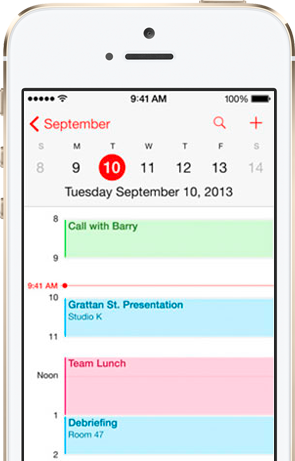 9:41 AM 100%
September +
S M T W T F S
8 9 10 11 12 13 14
Tuesday September 10, 2013
8
Call with Barry
9
9:41 AM
10
Grattan St. Presentation
Studio K
11
Team Lunch
Noon
1
Debriefing
Room 47
2